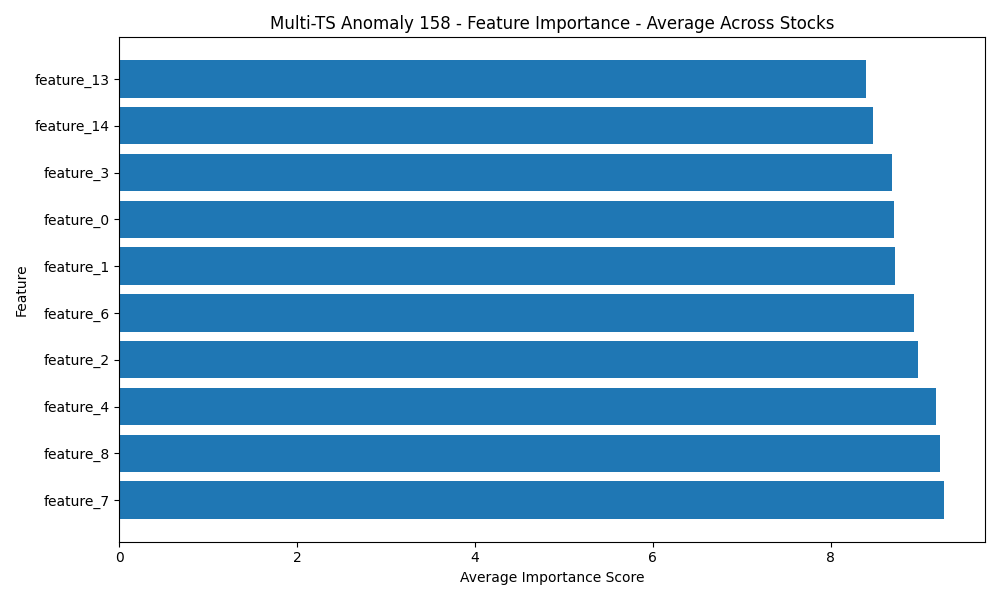 Multi-TS Anomaly 158 - Feature Importance - Average Across Stocks
feature_13
feature_14
feature_3
feature_0
feature_1
feature_6
feature_2
feature_4
feature_8
feature_7
Feature
0 2 4 6 8
Average Importance Score